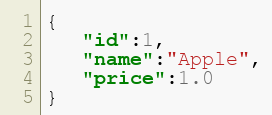 1 {
2    "id":1,
3    "name":"Apple",
4    "price":1.0
5 }